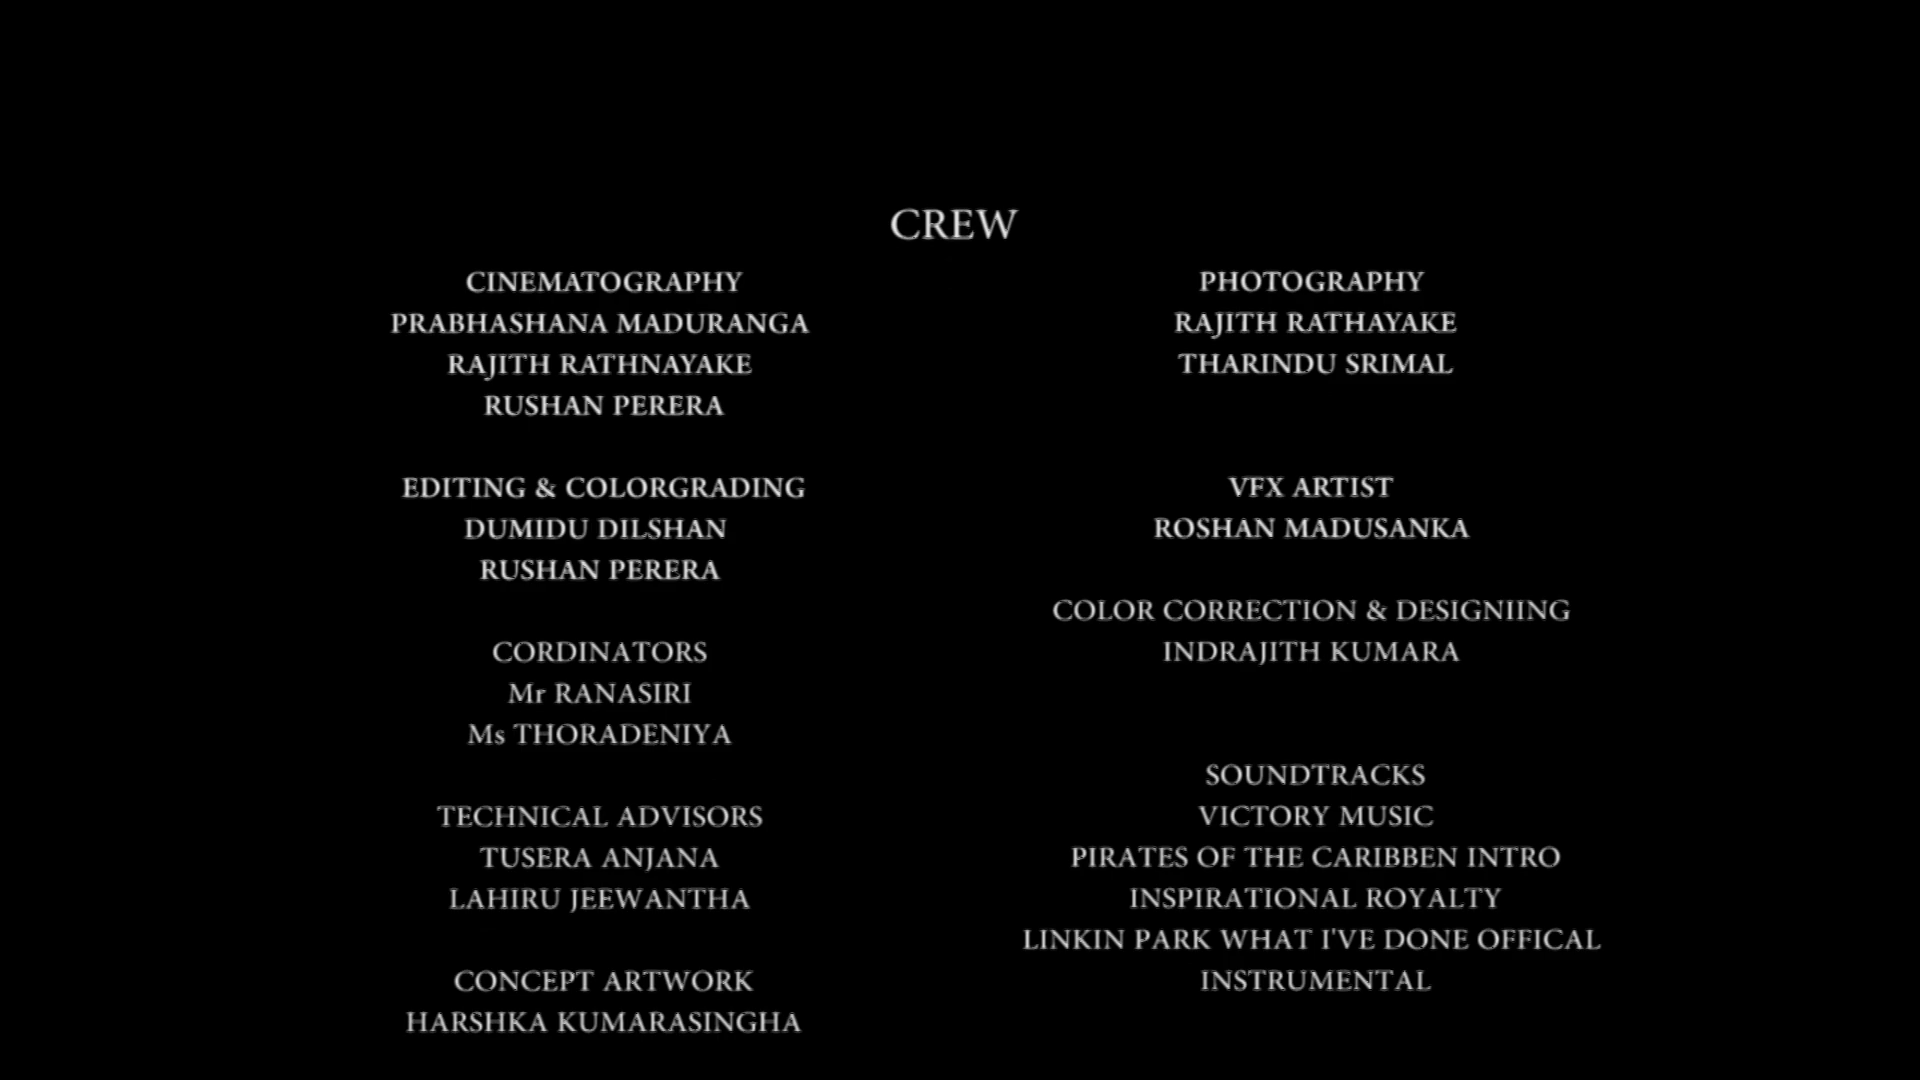 CREW
CINEMATOGRAPHY
PRABHASHANA MADURANGA
RAJITH RATHNAYAKE
RUSHAN PERERA
EDITING & COLORGRADING
DUMIDU DILSHAN
RUSHAN PERERA
CORDINATORS
Mr RANASIRI
Ms THORADENIYA
TECHNICAL ADVISORS
TUSERA ANJANA
LAHIRU JEEWANTHA
CONCEPT ARTWORK
HARSHKA KUMARASINGHA
PHOTOGRAPHY
RAJITH RATHAYAKE
THARINDU SRIMAL
VFX ARTIST
ROSHAN MADUSANKA
COLOR CORRECTION & DESIGNIING
INDRAJITH KUMARA
SOUNDTRACKS
VICTORY MUSIC
PIRATES OF THE CARIBBEN INTRO
INSPIRATIONAL ROYALTY
LINKIN PARK WHAT I'VE DONE OFFICAL
INSTRUMENTAL